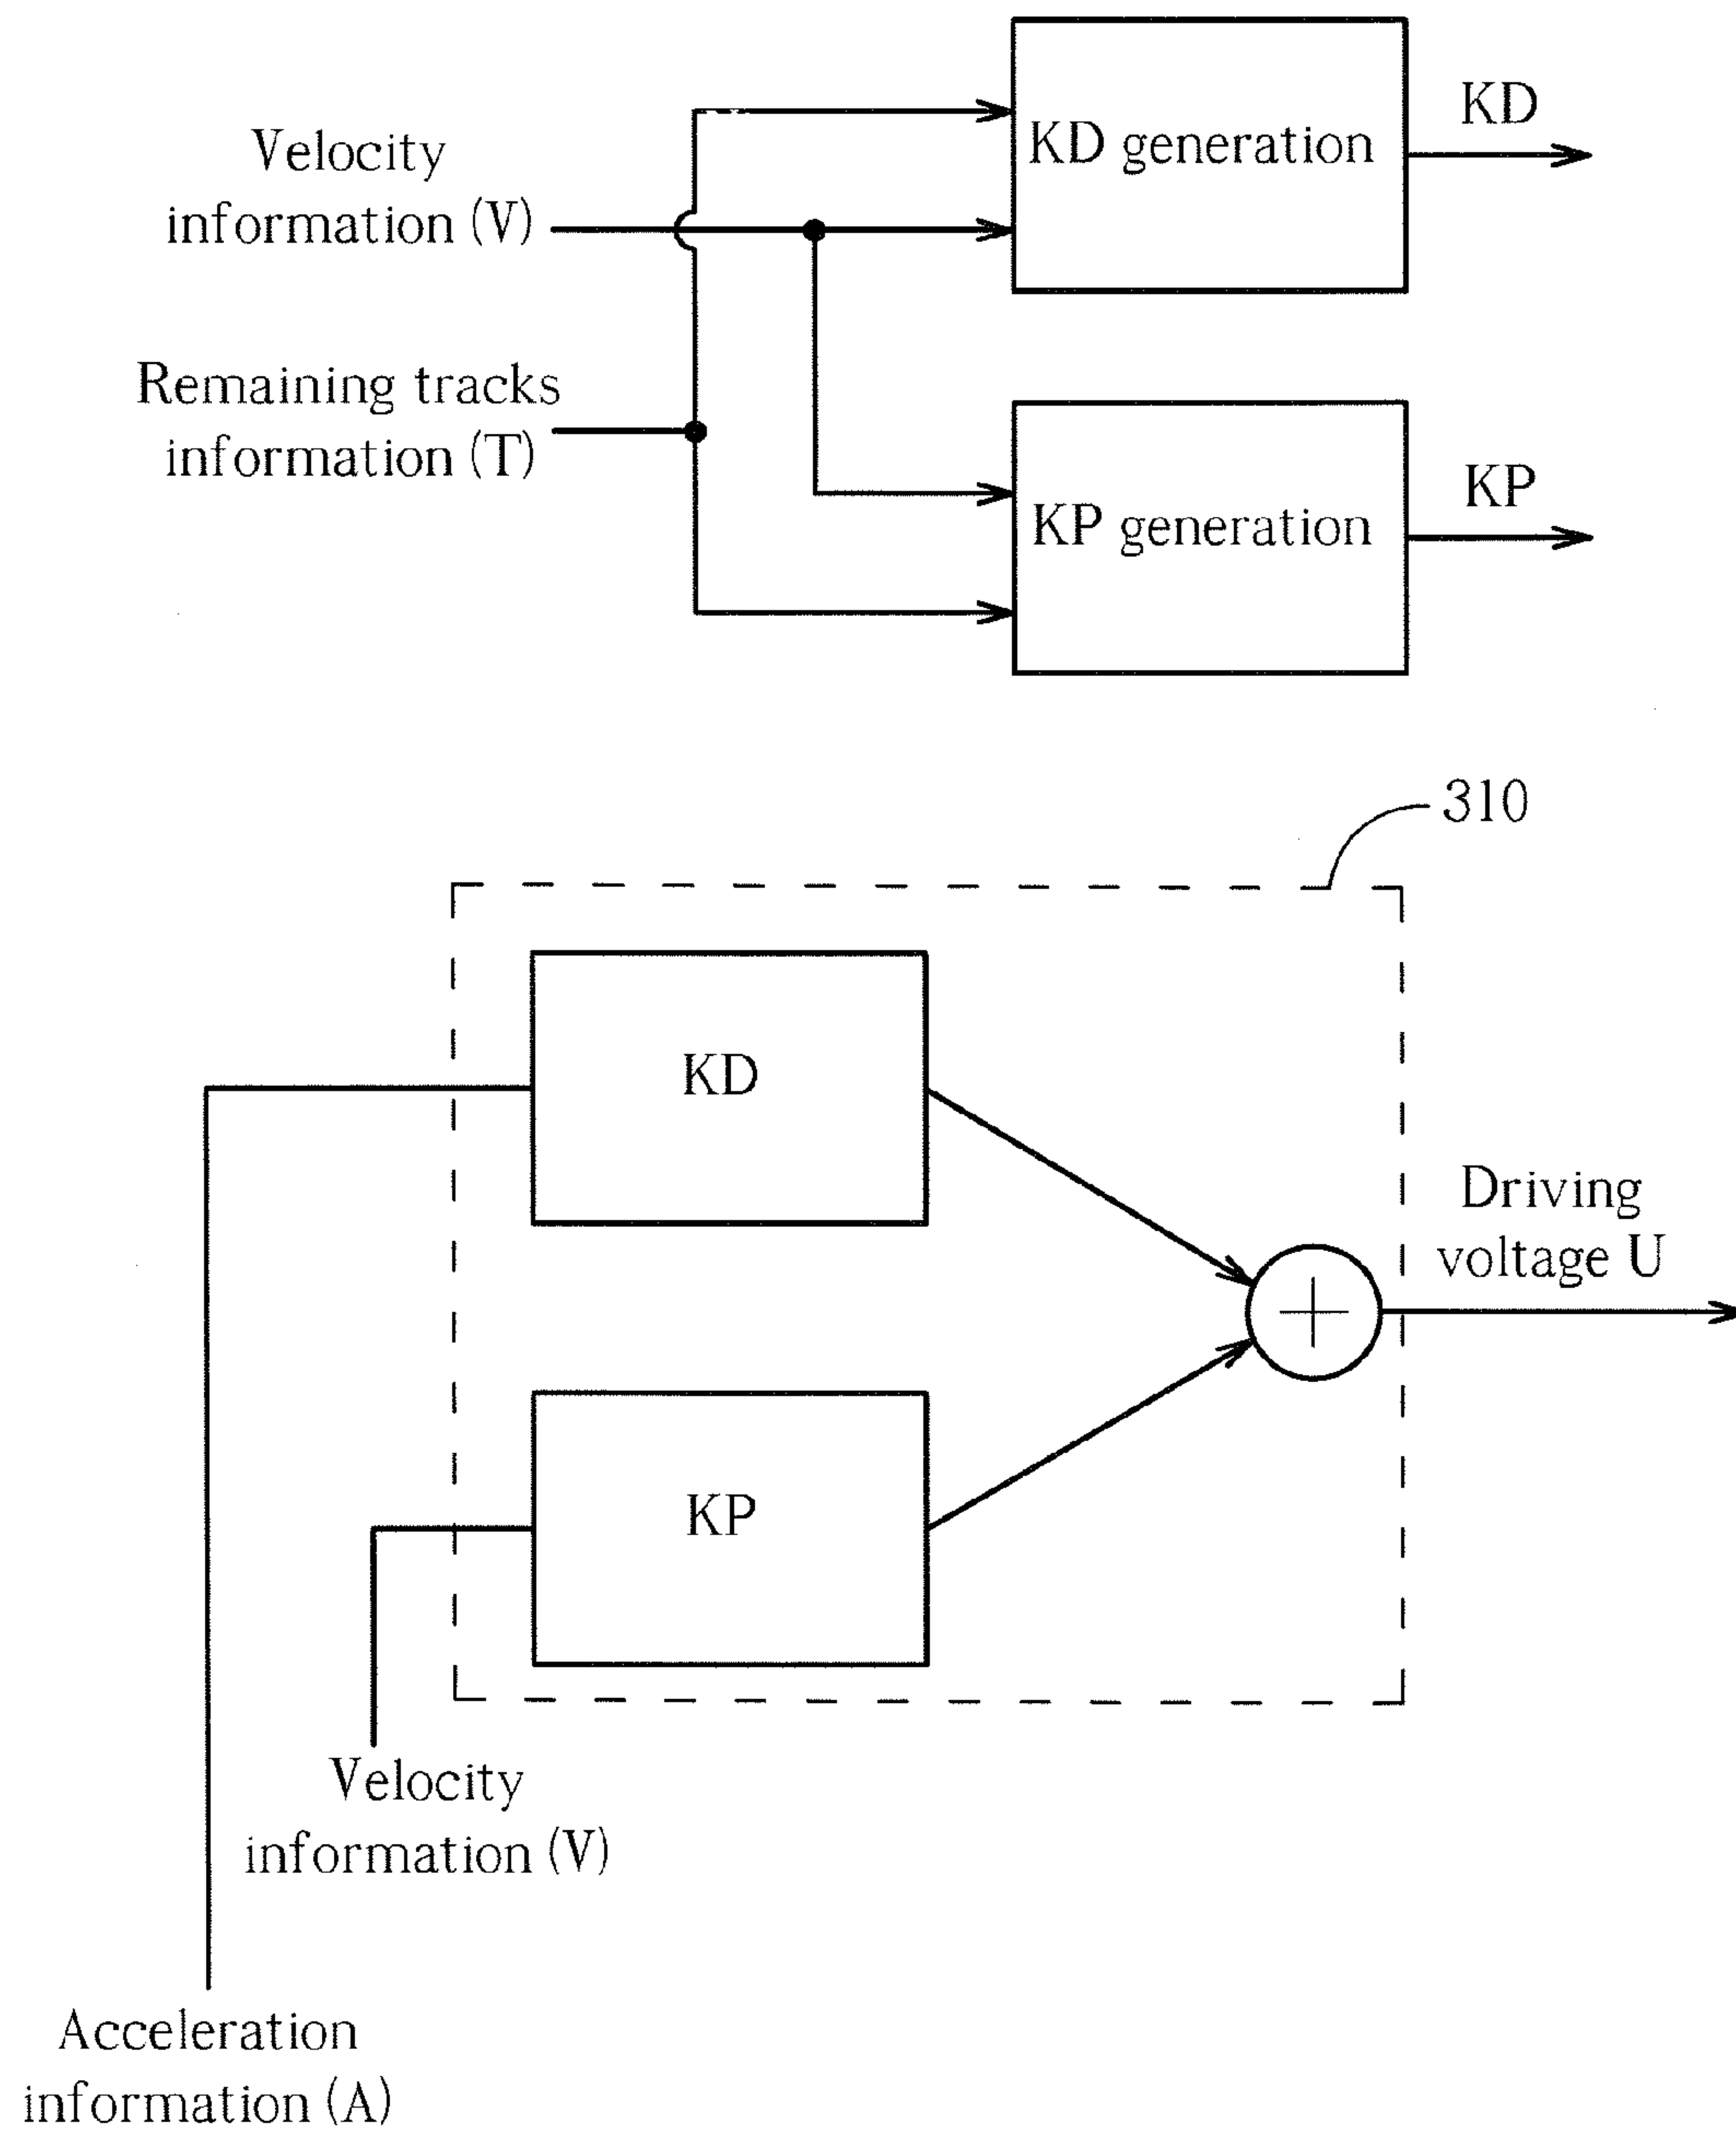 KD
Velocity
information (V)
KD generation
Remaining tracks
information (T)
KP
KP generation
310
KD
Driving
voltage U
KP
Velocity
information (V)
Acceleration
information (A)